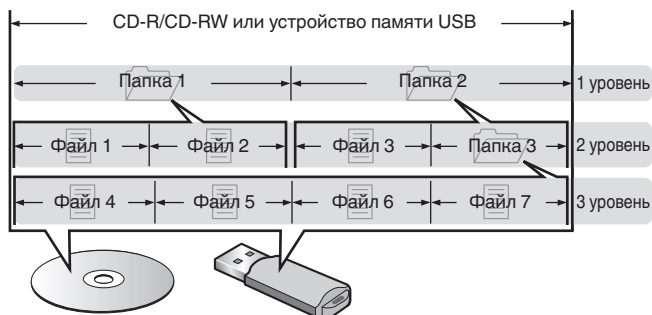 CD-R/CD-RW или устройство памяти USB
Папка 1 Папка 2 1 уровень
Файл 1 Файл 2 Файл 3 Папка 3 2 уровень
Файл 4 Файл 5 Файл 6 Файл 7 3 уровень